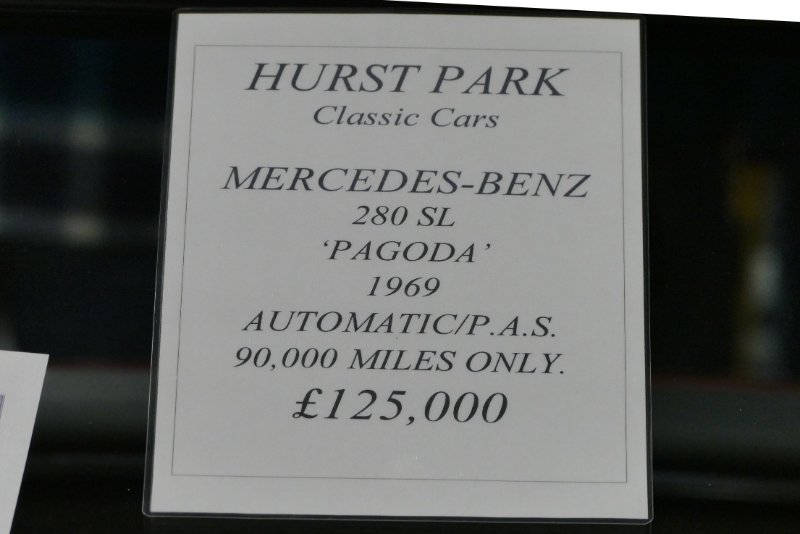 HURST PARK
Classic Cars
MERCEDES-BENZ
280 SL
‘PAGODA’
1969
AUTOMATIC/P.A.S.
90,000 MILES ONLY.
£125,000